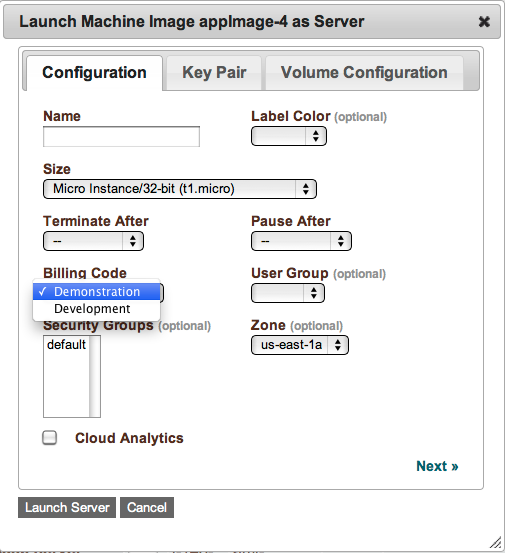 Launch Machine Image appImage-4 as Server
Configuration Key Pair Volume Configuration
Name Label Color (optional)
Size
Micro Instance/32-bit (t1.micro)
Terminate After Pause After
-- --
Billing Code User Group (optional)
✓ Demonstration
Development
Security Groups (optional) Zone (optional)
default us-east-1a
Cloud Analytics
Next »
Launch Server Cancel